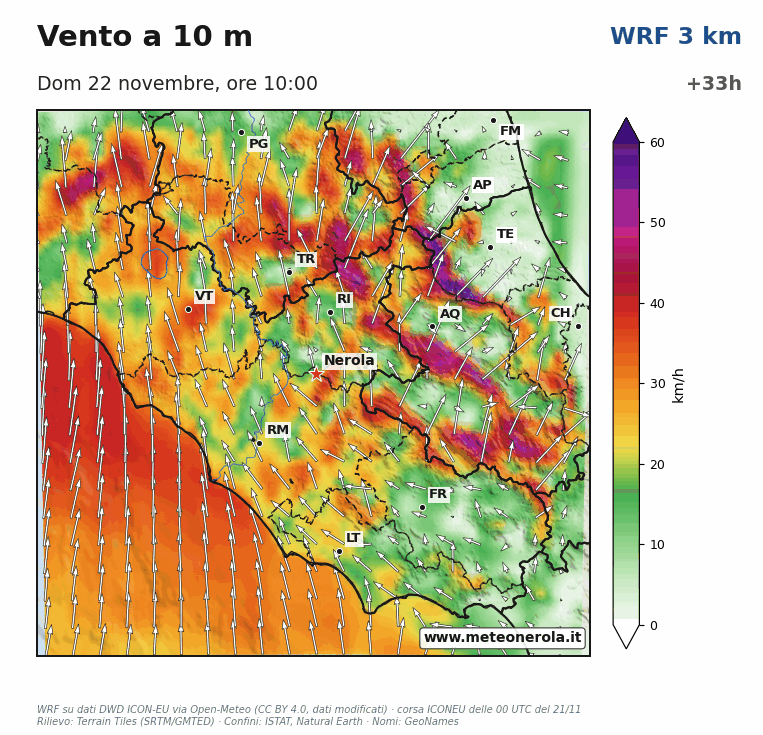 Vento a 10 m
WRF 3 km
Dom 22 novembre, ore 10:00
+33h
FM
PG
AP
TE
TR
VT
RI
AQ
CH
Nerola
RM
FR
LT
www.meteonerola.it
60
50
40
30
20
10
0
km/h
WRF su dati DWD ICON-EU via Open-Meteo (CC BY 4.0, dati modificati) · corsa ICONEU delle 00 UTC del 21/11
Rilievo: Terrain Tiles (SRTM/GMTED) · Confini: ISTAT, Natural Earth · Nomi: GeoNames